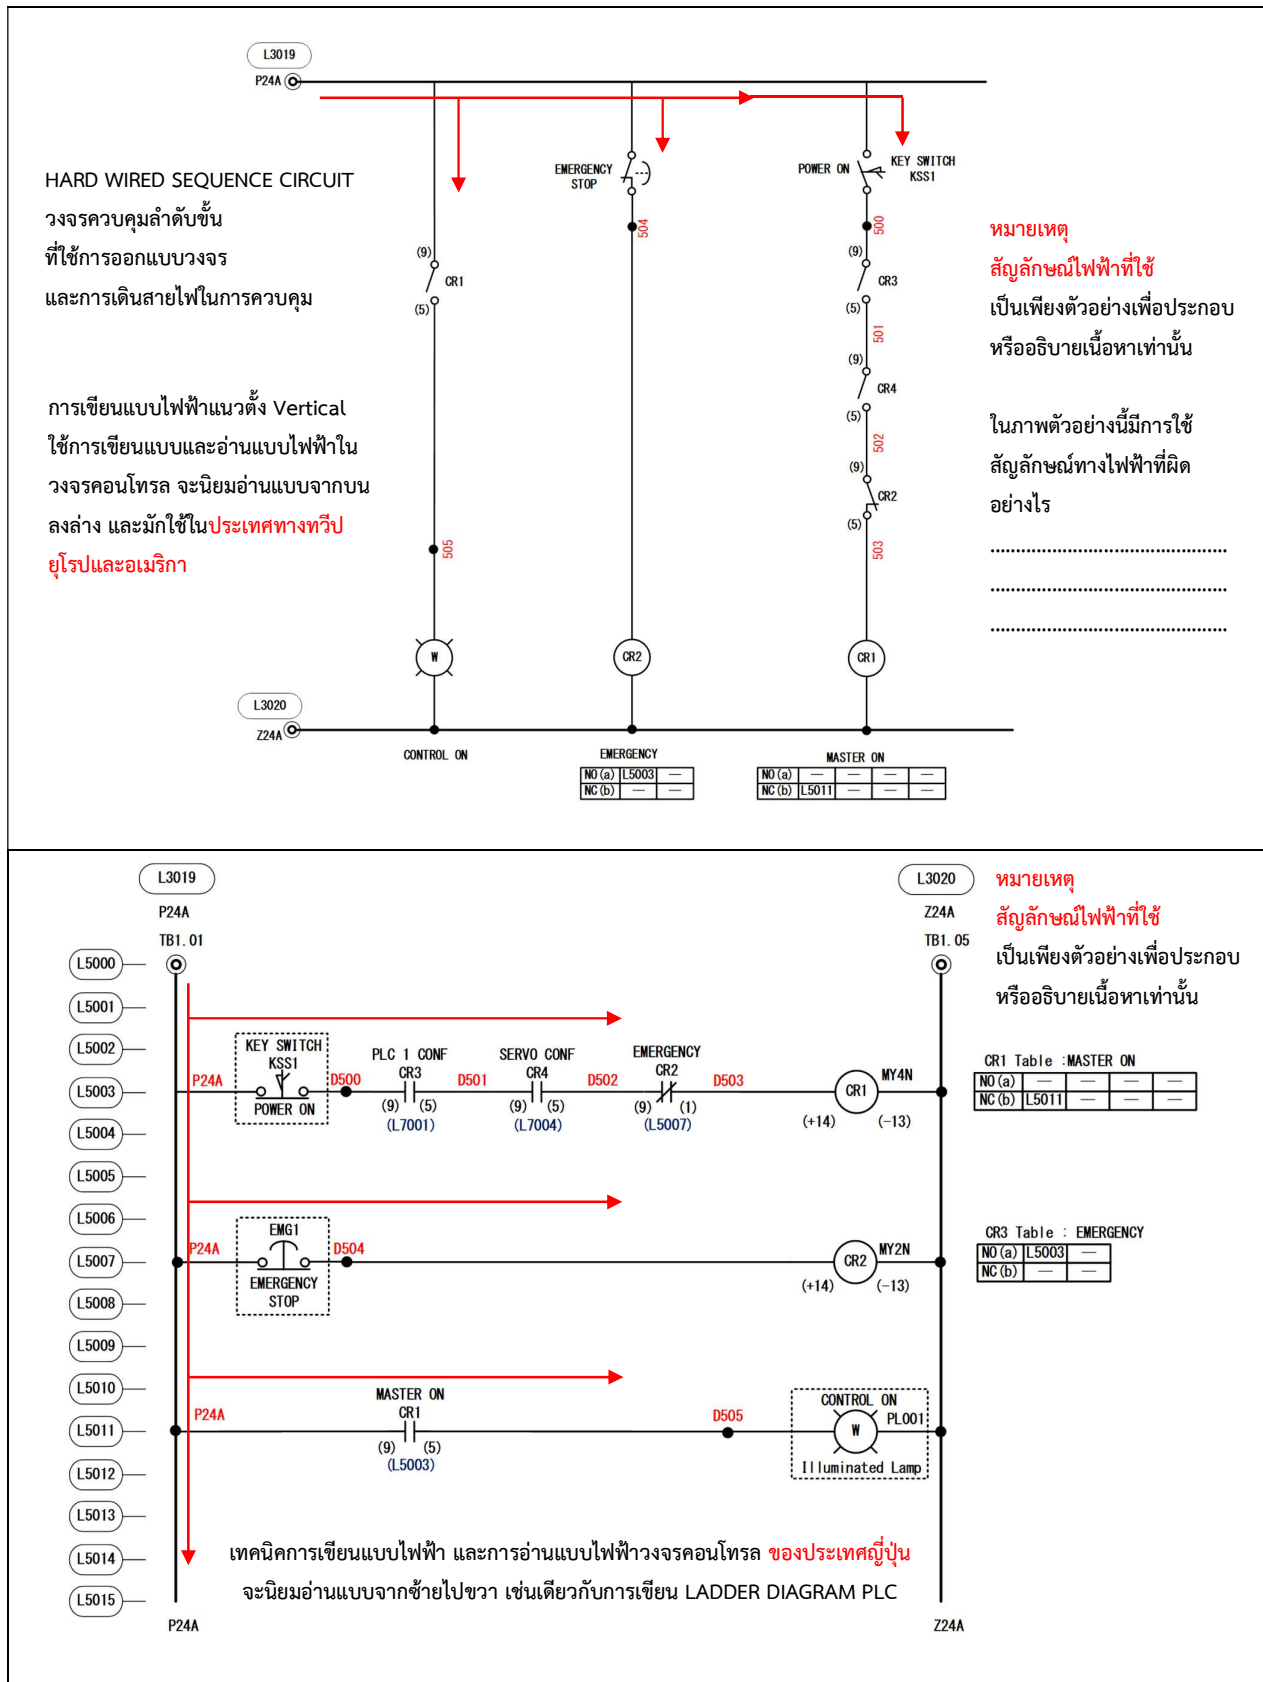 L3019
P24A
HARD WIRED SEQUENCE CIRCUIT
วงจรควบคุมลำดับขั้น
ที่ใช้การออกแบบวงจร
และการเดินสายไฟในการควบคุม
การเขียนแบบไฟฟ้าแนวตั้ง Vertical
ใช้การเขียนแบบและอ่านแบบไฟฟ้าใน
วงจรคอนโทรล จะนิยมอ่านแบบจากบน
ลงล่าง และมักใช้ในประเทศทางทวีป
ยุโรปและอเมริกา
(9)
CR1
(5)
505
W
CONTROL ON
EMERGENCY
STOP
504
CR2
EMERGENCY
NO(a) L5003 —
NC(b) — —
POWER ON
KEY SWITCH
KSS1
500
(9)
CR3
(5)
501
(9)
CR4
(5)
502
(9)
CR2
(5)
503
CR1
MASTER ON
NO(a) — — — —
NC(b) L5011 — — —
L3020
Z24A
หมายเหตุ
สัญลักษณ์ไฟฟ้าที่ใช้
เป็นเพียงตัวอย่างเพื่อประกอบ
หรืออธิบายเนื้อหาเท่านั้น
ในภาพตัวอย่างนี้มีการใช้
สัญลักษณ์ทางไฟฟ้าที่ผิด
อย่างไร
..............................................
..............................................
..............................................
L3019
P24A
TB1.01
L3020
Z24A
TB1.05
หมายเหตุ
สัญลักษณ์ไฟฟ้าที่ใช้
เป็นเพียงตัวอย่างเพื่อประกอบ
หรืออธิบายเนื้อหาเท่านั้น
L5000
L5001
L5002
L5003
L5004
L5005
L5006
L5007
L5008
L5009
L5010
L5011
L5012
L5013
L5014
L5015
P24A
KEY SWITCH
KSS1
POWER ON
D500
PLC 1 CONF
CR3
(9) (5)
(L7001)
D501
SERVO CONF
CR4
(9) (5)
(L7004)
D502
EMERGENCY
CR2
(9) (1)
(L5007)
D503
CR1
MY4N
(+14) (-13)
CR1 Table :MASTER ON
NO(a) — — — —
NC(b) L5011 — — —
P24A
EMG1
EMERGENCY
STOP
D504
CR2
MY2N
(+14) (-13)
CR3 Table : EMERGENCY
NO(a) L5003 —
NC(b) — —
P24A
MASTER ON
CR1
(9) (5)
(L5003)
D505
CONTROL ON
PL001
W
Illuminated Lamp
เทคนิคการเขียนแบบไฟฟ้า และการอ่านแบบไฟฟ้าวงจรคอนโทรล ของประเทศญี่ปุ่น
จะนิยมอ่านแบบจากซ้ายไปขวา เช่นเดียวกับการเขียน LADDER DIAGRAM PLC
P24A
Z24A